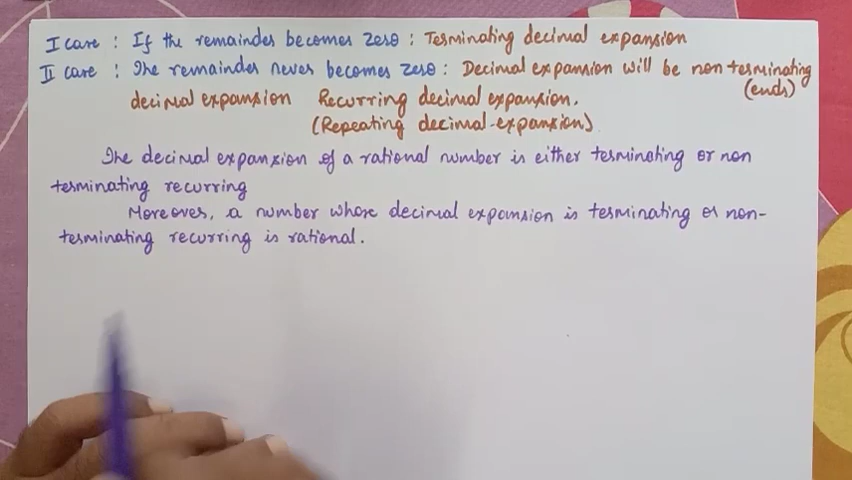 I case : If the remainder becomes zero : Terminating decimal expansion
II case : The remainder never becomes zero : Decimal expansion will be non terminating
(ends)
decimal expansion Recurring decimal expansion.
(Repeating decimal expansion)
The decimal expansion of a rational number is either terminating or non
terminating recurring
Moreover, a number whose decimal expansion is terminating or non-
terminating recurring is rational.